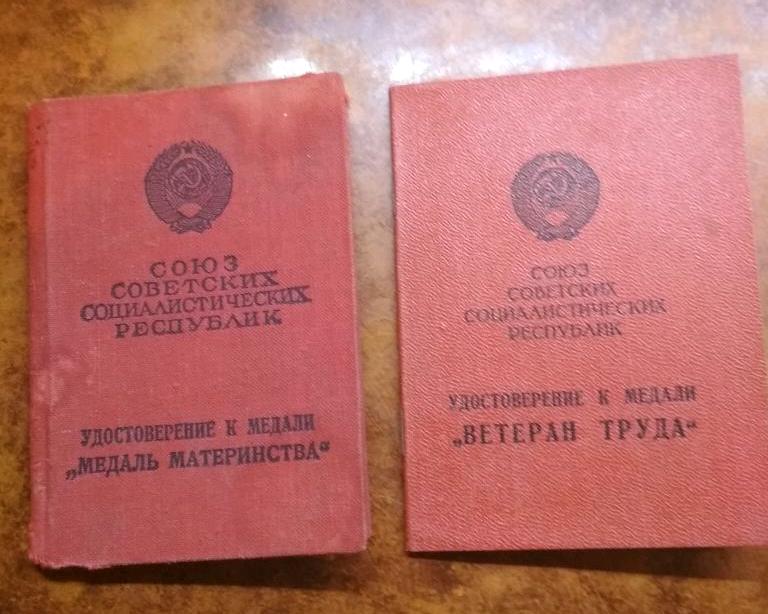 СОЮЗ
СОВЕТСКИХ
СОЦИАЛИСТИЧЕСКИХ
РЕСПУБЛИК
УДОСТОВЕРЕНИЕ К МЕДАЛИ
„МЕДАЛЬ МАТЕРИНСТВА“
СОЮЗ
СОВЕТСКИХ
СОЦИАЛИСТИЧЕСКИХ
РЕСПУБЛИК
УДОСТОВЕРЕНИЕ К МЕДАЛИ
„ВЕТЕРАН ТРУДА“